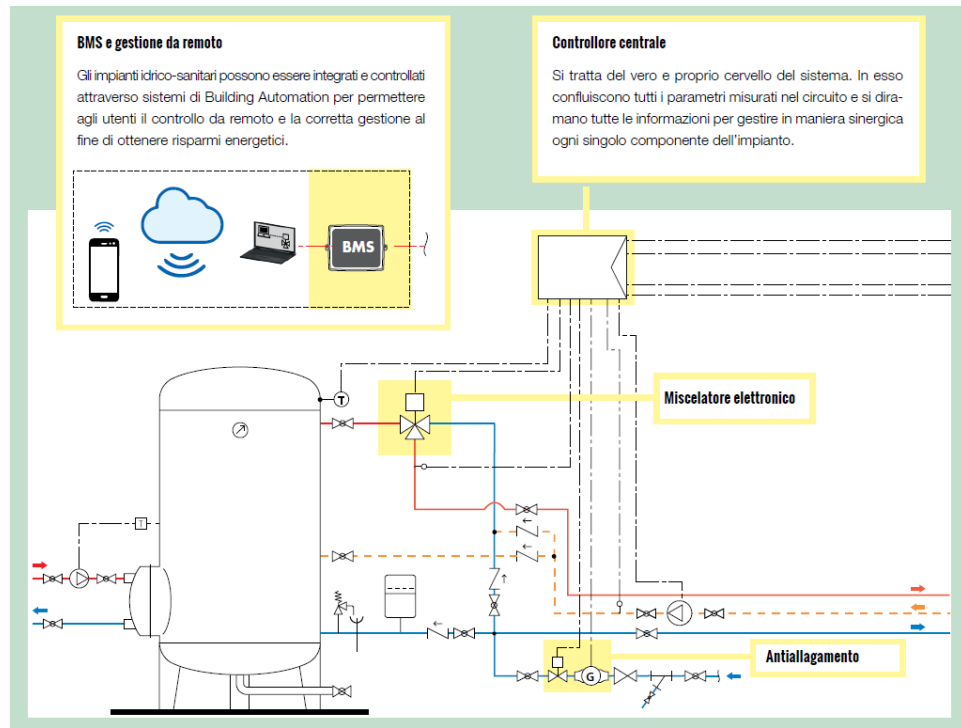 BMS e gestione da remoto
Gli impianti idrico-sanitari possono essere integrati e controllati
attraverso sistemi di Building Automation per permettere
agli utenti il controllo da remoto e la corretta gestione al
fine di ottenere risparmi energetici.
BMS
Controllore centrale
Si tratta del vero e proprio cervello del sistema. In esso
confluiscono tutti i parametri misurati nel circuito e si dira-
mano tutte le informazioni per gestire in maniera sinergica
ogni singolo componente dell'impianto.
T
Miscelatore elettronico
T
Antiallagamento
G